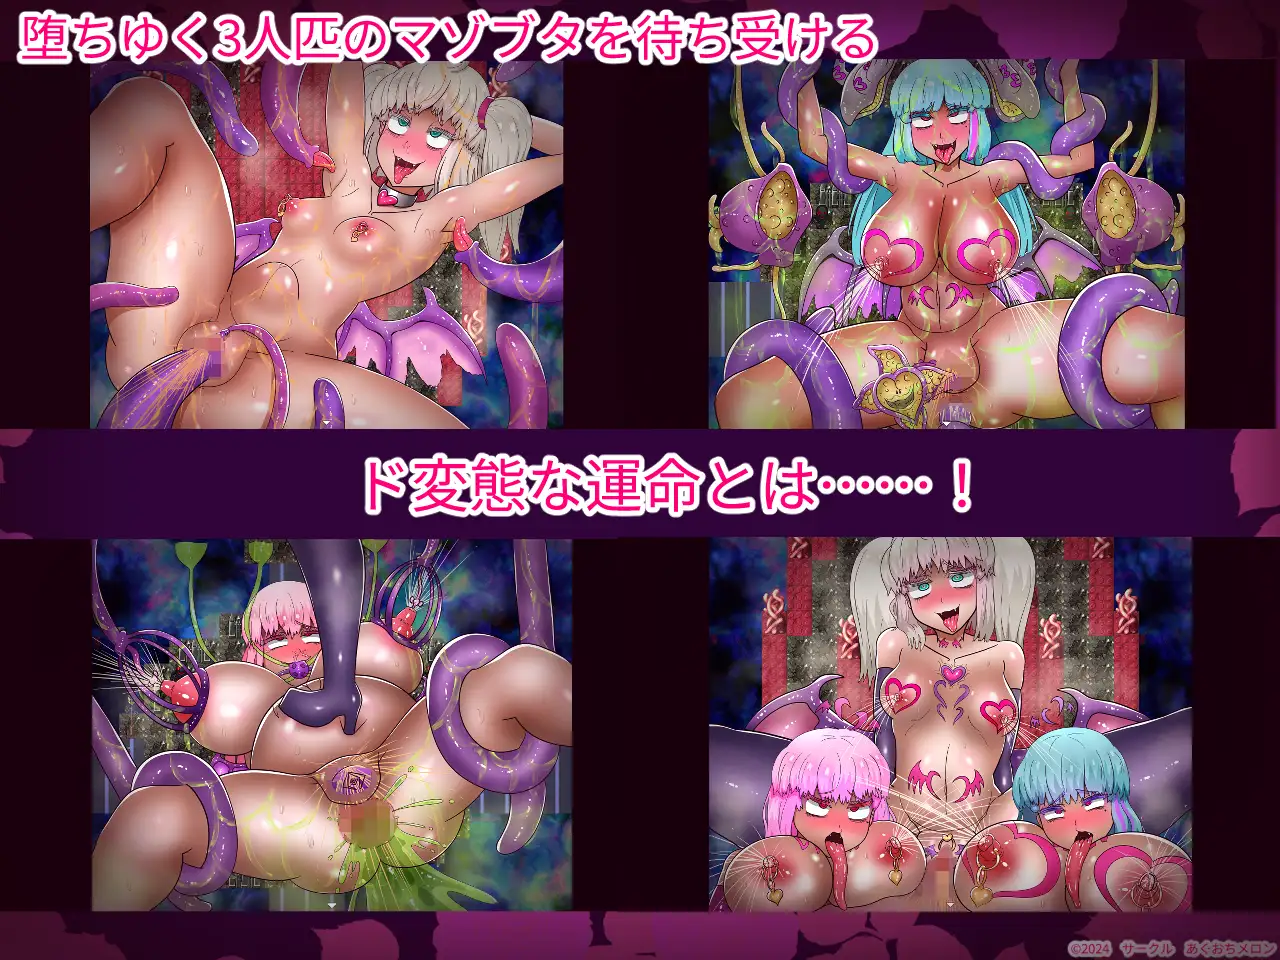 堕ちゆく3人匹のマゾブタを待ち受ける
ド変態な運命とは……！
©2024　サークル　あぐおちメロン